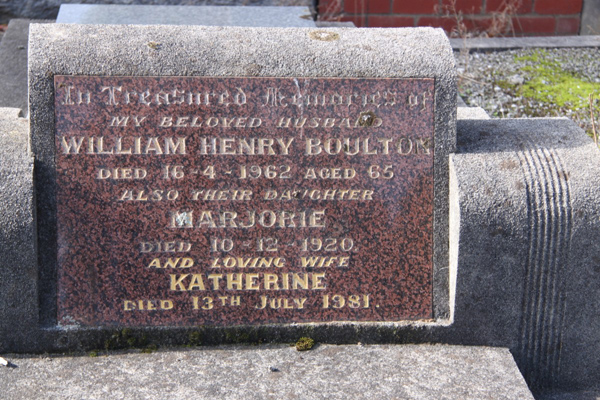 In Treasured Memories of
MY BELOVED HUSBAND
WILLIAM HENRY BOULTON
DIED 16-4-1962 AGED 65
ALSO THEIR DAUGHTER
MARJORIE
DIED 10-12-1920
AND LOVING WIFE
KATHERINE
DIED 13TH JULY 1981.